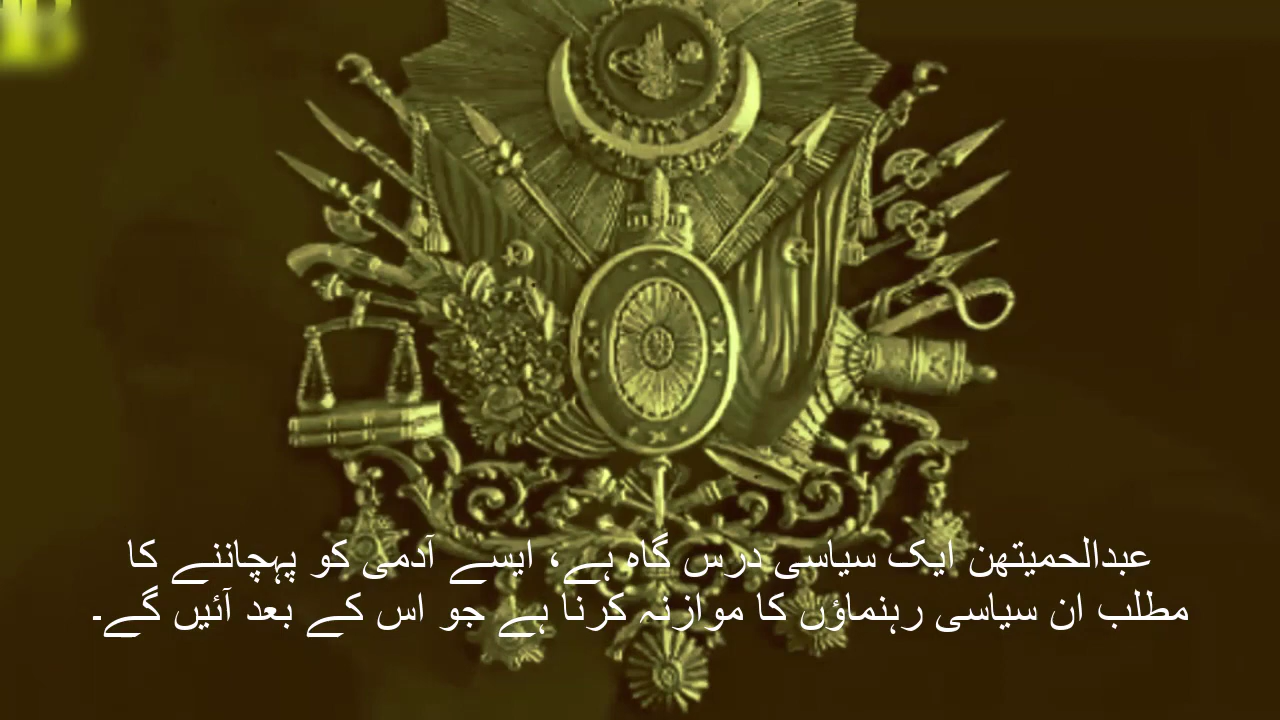 عبدالحمیتھن ایک سیاسی درس گاہ ہے، ایسے آدمی کو پہچاننے کا
مطلب ان سیاسی رہنماؤں کا موازنہ کرنا ہے جو اس کے بعد آئیں گے۔